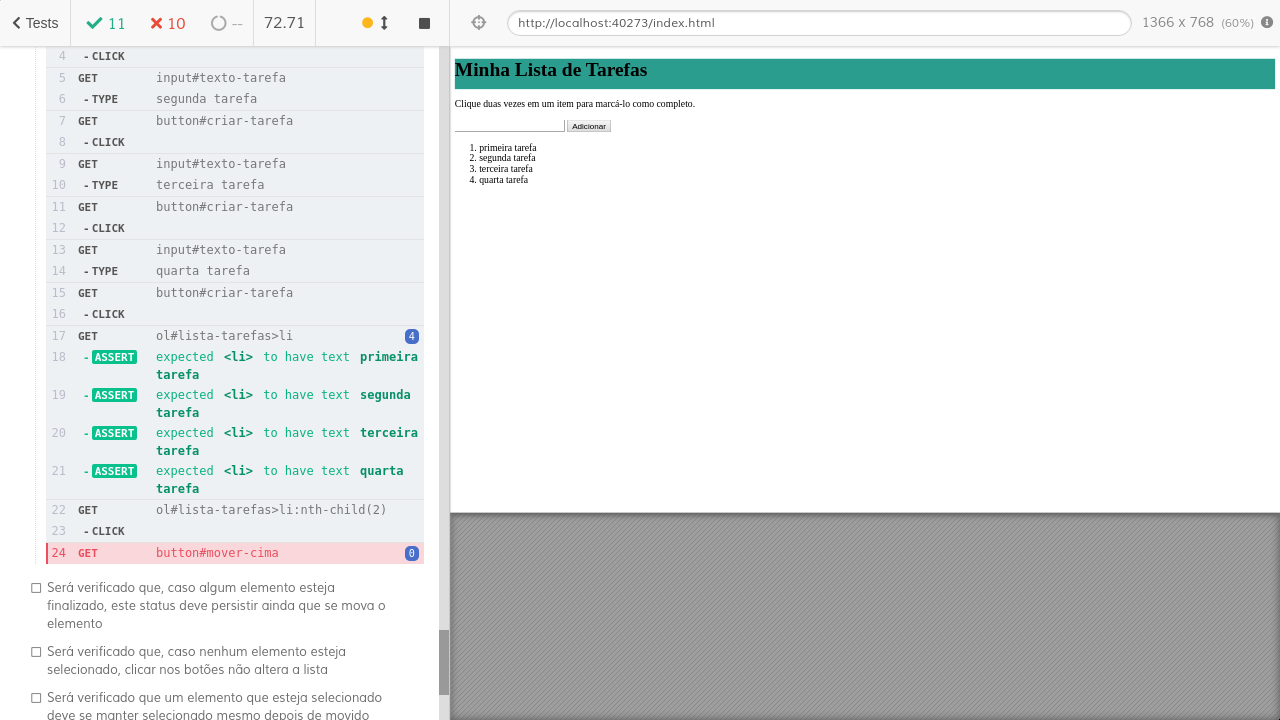 Tests 11 10 -- 72.71 http://localhost:40273/index.html 1366 x 768 (60%)
4 - CLICK
5 GET input#texto-tarefa
6 - TYPE segunda tarefa
7 GET button#criar-tarefa
8 - CLICK
9 GET input#texto-tarefa
10 - TYPE terceira tarefa
11 GET button#criar-tarefa
12 - CLICK
13 GET input#texto-tarefa
14 - TYPE quarta tarefa
15 GET button#criar-tarefa
16 - CLICK
17 GET ol#lista-tarefas>li 4
18 - ASSERT expected <li> to have text primeira
tarefa
19 - ASSERT expected <li> to have text segunda
tarefa
20 - ASSERT expected <li> to have text terceira
tarefa
21 - ASSERT expected <li> to have text quarta
tarefa
22 GET ol#lista-tarefas>li:nth-child(2)
23 - CLICK
24 GET button#mover-cima 0
Será verificado que, caso algum elemento esteja
finalizado, este status deve persistir ainda que se mova o
elemento
Será verificado que, caso nenhum elemento esteja
selecionado, clicar nos botões não altera a lista
Será verificado que um elemento que esteja selecionado
deve se manter selecionado mesmo depois de movido
Minha Lista de Tarefas
Clique duas vezes em um item para marcá-lo como completo.
Adicionar
1. primeira tarefa
2. segunda tarefa
3. terceira tarefa
4. quarta tarefa